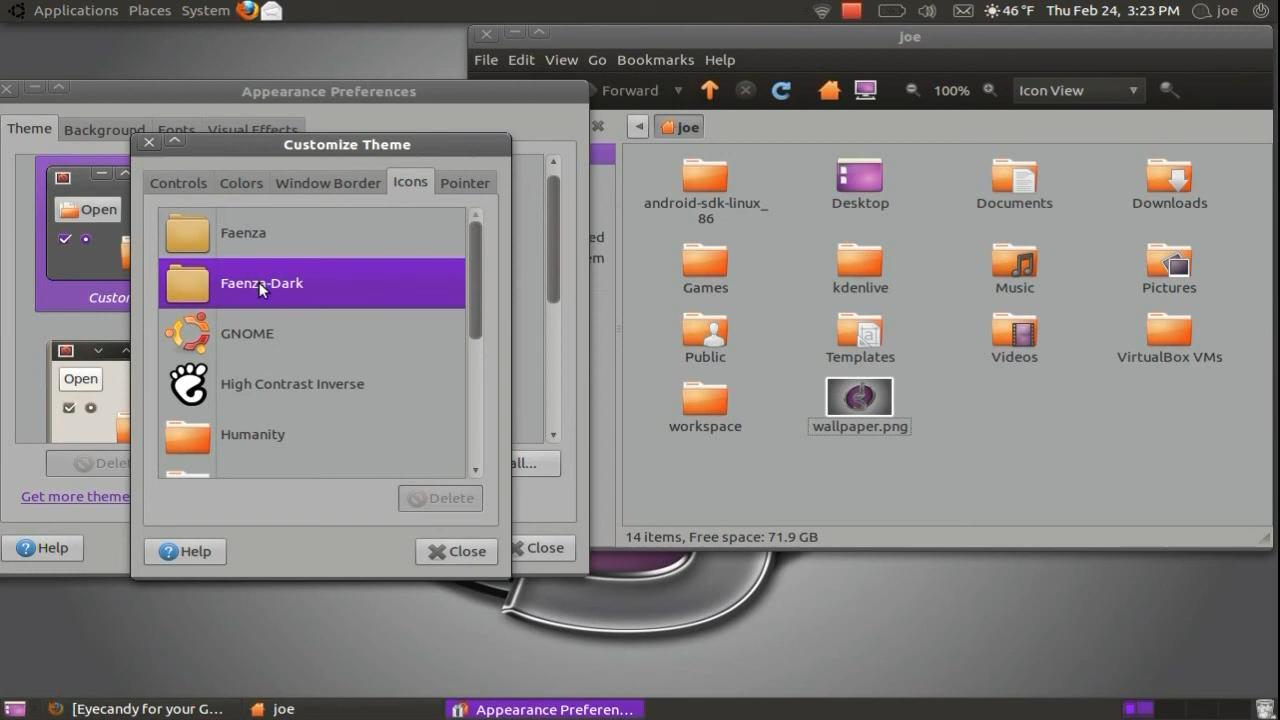 Applications Places System
46 °F Thu Feb 24, 3:23 PM joe
joe
File Edit View Go Bookmarks Help
Forward 100% Icon View
joe
android-sdk-linux_
86
Desktop
Documents
Downloads
Games
kdenlive
Music
Pictures
Public
Templates
Videos
VirtualBox VMs
workspace
wallpaper.png
14 items, Free space: 71.9 GB
Appearance Preferences
Theme Background Fonts Visual Effects
Open
Custo
Open
Delet
all...
Get more theme
Help
Close
Customize Theme
Controls Colors Window Border Icons Pointer
Faenza
Faenza-Dark
GNOME
High Contrast Inverse
Humanity
Delete
Help
Close
[Eyecandy for your G...
joe
Appearance Preferen...